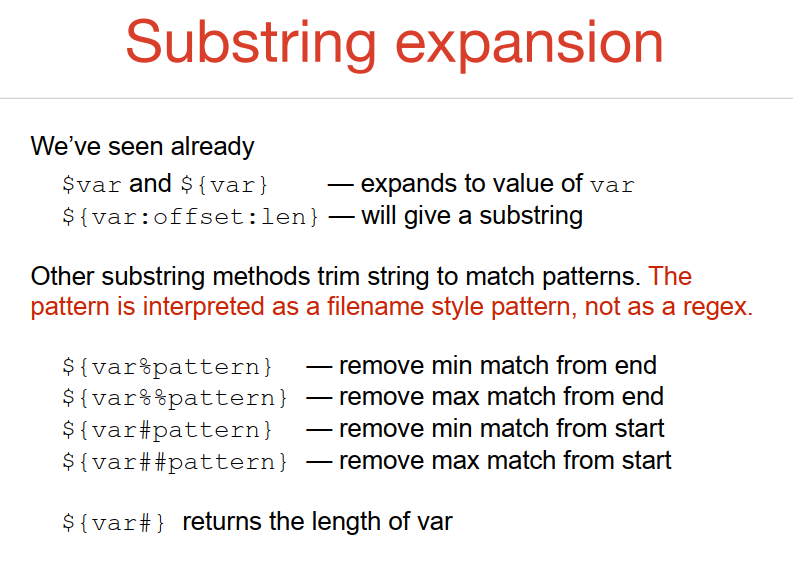 Substring expansion
We’ve seen already
$var and ${var} — expands to value of var
${var:offset:len} — will give a substring
Other substring methods trim string to match patterns. The
pattern is interpreted as a filename style pattern, not as a regex.
${var%pattern} — remove min match from end
${var%%pattern} — remove max match from end
${var#pattern} — remove min match from start
${var##pattern} — remove max match from start
${var#} returns the length of var